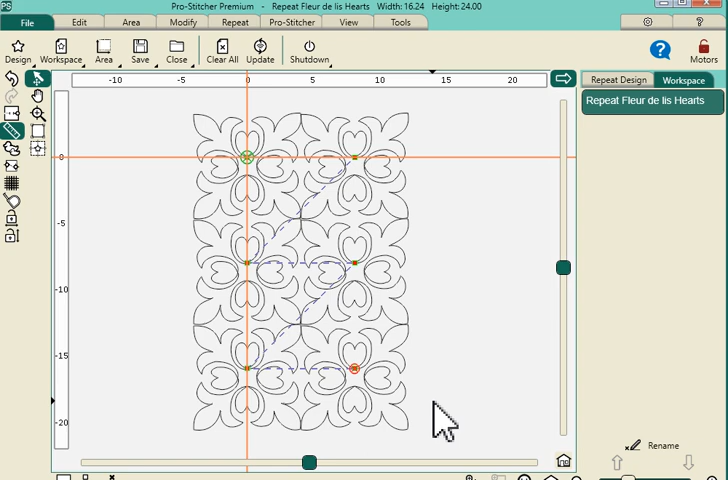 PS Pro-Stitcher Premium - Repeat Fleur de lis Hearts Width: 16.24 Height: 24.00
File Edit Area Modify Repeat Pro-Stitcher View Tools ?
Design Workspace Area Save Close Clear All Update Shutdown ? Motors
-10 -5 0 5 10 15 20
Repeat Design Workspace
Repeat Fleur de lis Hearts
0
-5
-10
-15
-20
Rename